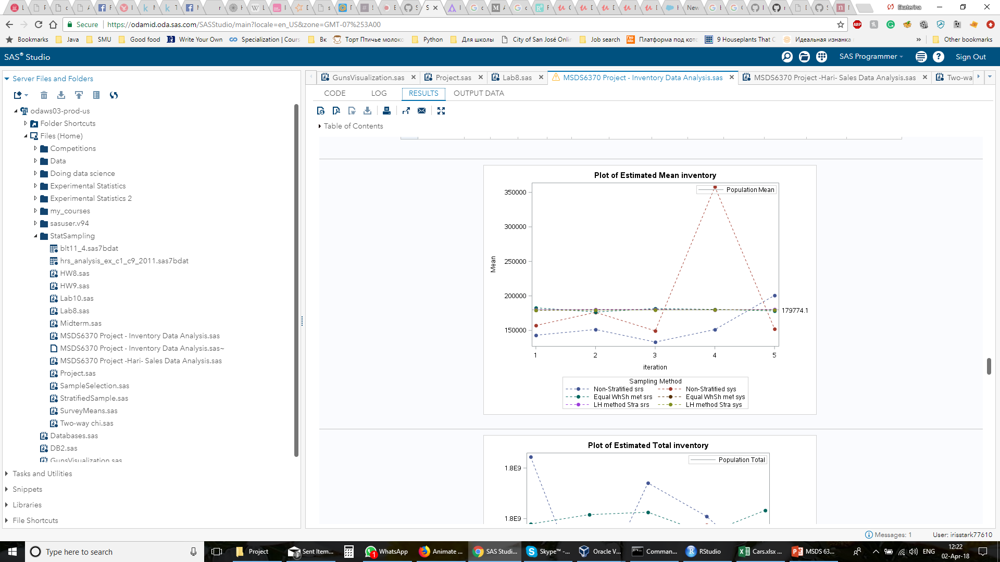 Ekaterina
Secure
https://odamid.oda.sas.com/SASStudio/main?locale=en_US&zone=GMT-07%253A00
Bookmarks Java SMU Good food Write Your Own Specialization | Cours Вк Торт Птичье молоко Python Для школы City of San José Onlin Job search Платформа под кото 9 Houseplants That C Идеальная изнанка » Other bookmarks
SAS® Studio
SAS Programmer
Sign Out
Server Files and Folders
odaws03-prod-us
Folder Shortcuts
Files (Home)
Competitions
Data
Doing data science
Experimental Statistics
Experimental Statistics 2
my_courses
sasuser.v94
StatSampling
blt11_4.sas7bdat
hrs_analysis_ex_c1_c9_2011.sas7bdat
HW8.sas
HW9.sas
Lab10.sas
Lab8.sas
Midterm.sas
MSDS6370 Project - Inventory Data Analysis.sas
MSDS6370 Project - Inventory Data Analysis.sas~
MSDS6370 Project -Hari- Sales Data Analysis.sas
Project.sas
SampleSelection.sas
StratifiedSample.sas
SurveyMeans.sas
Two-way chi.sas
Databases.sas
DB2.sas
GunsVisualization.sas
Tasks and Utilities
Snippets
Libraries
File Shortcuts
GunsVisualization.sas Project.sas Lab8.sas MSDS6370 Project - Inventory Data Analysis.sas MSDS6370 Project -Hari- Sales Data Analysis.sas Two-wa
CODE LOG RESULTS OUTPUT DATA
Table of Contents
Plot of Estimated Mean inventory
Population Mean
350000
300000
250000
200000
150000
Mean
179774.1
1 2 3 4 5
iteration
Sampling Method
Non-Stratified srs Non-Stratified sys
Equal WhSh met srs Equal WhSh met sys
LH method Stra srs LH method Stra sys
Plot of Estimated Total inventory
Population Total
1.8E9
1.8E9
Messages: 1 User: irisstark77610
Type here to search
Project
3 Sent Item...
1 WhatsApp
Animate ...
SAS Studi...
Skype™ -...
Oracle V...
Comman...
RStudio
Cars.xlsx ...
MSDS 63...
ENG
12:22
02-Apr-18